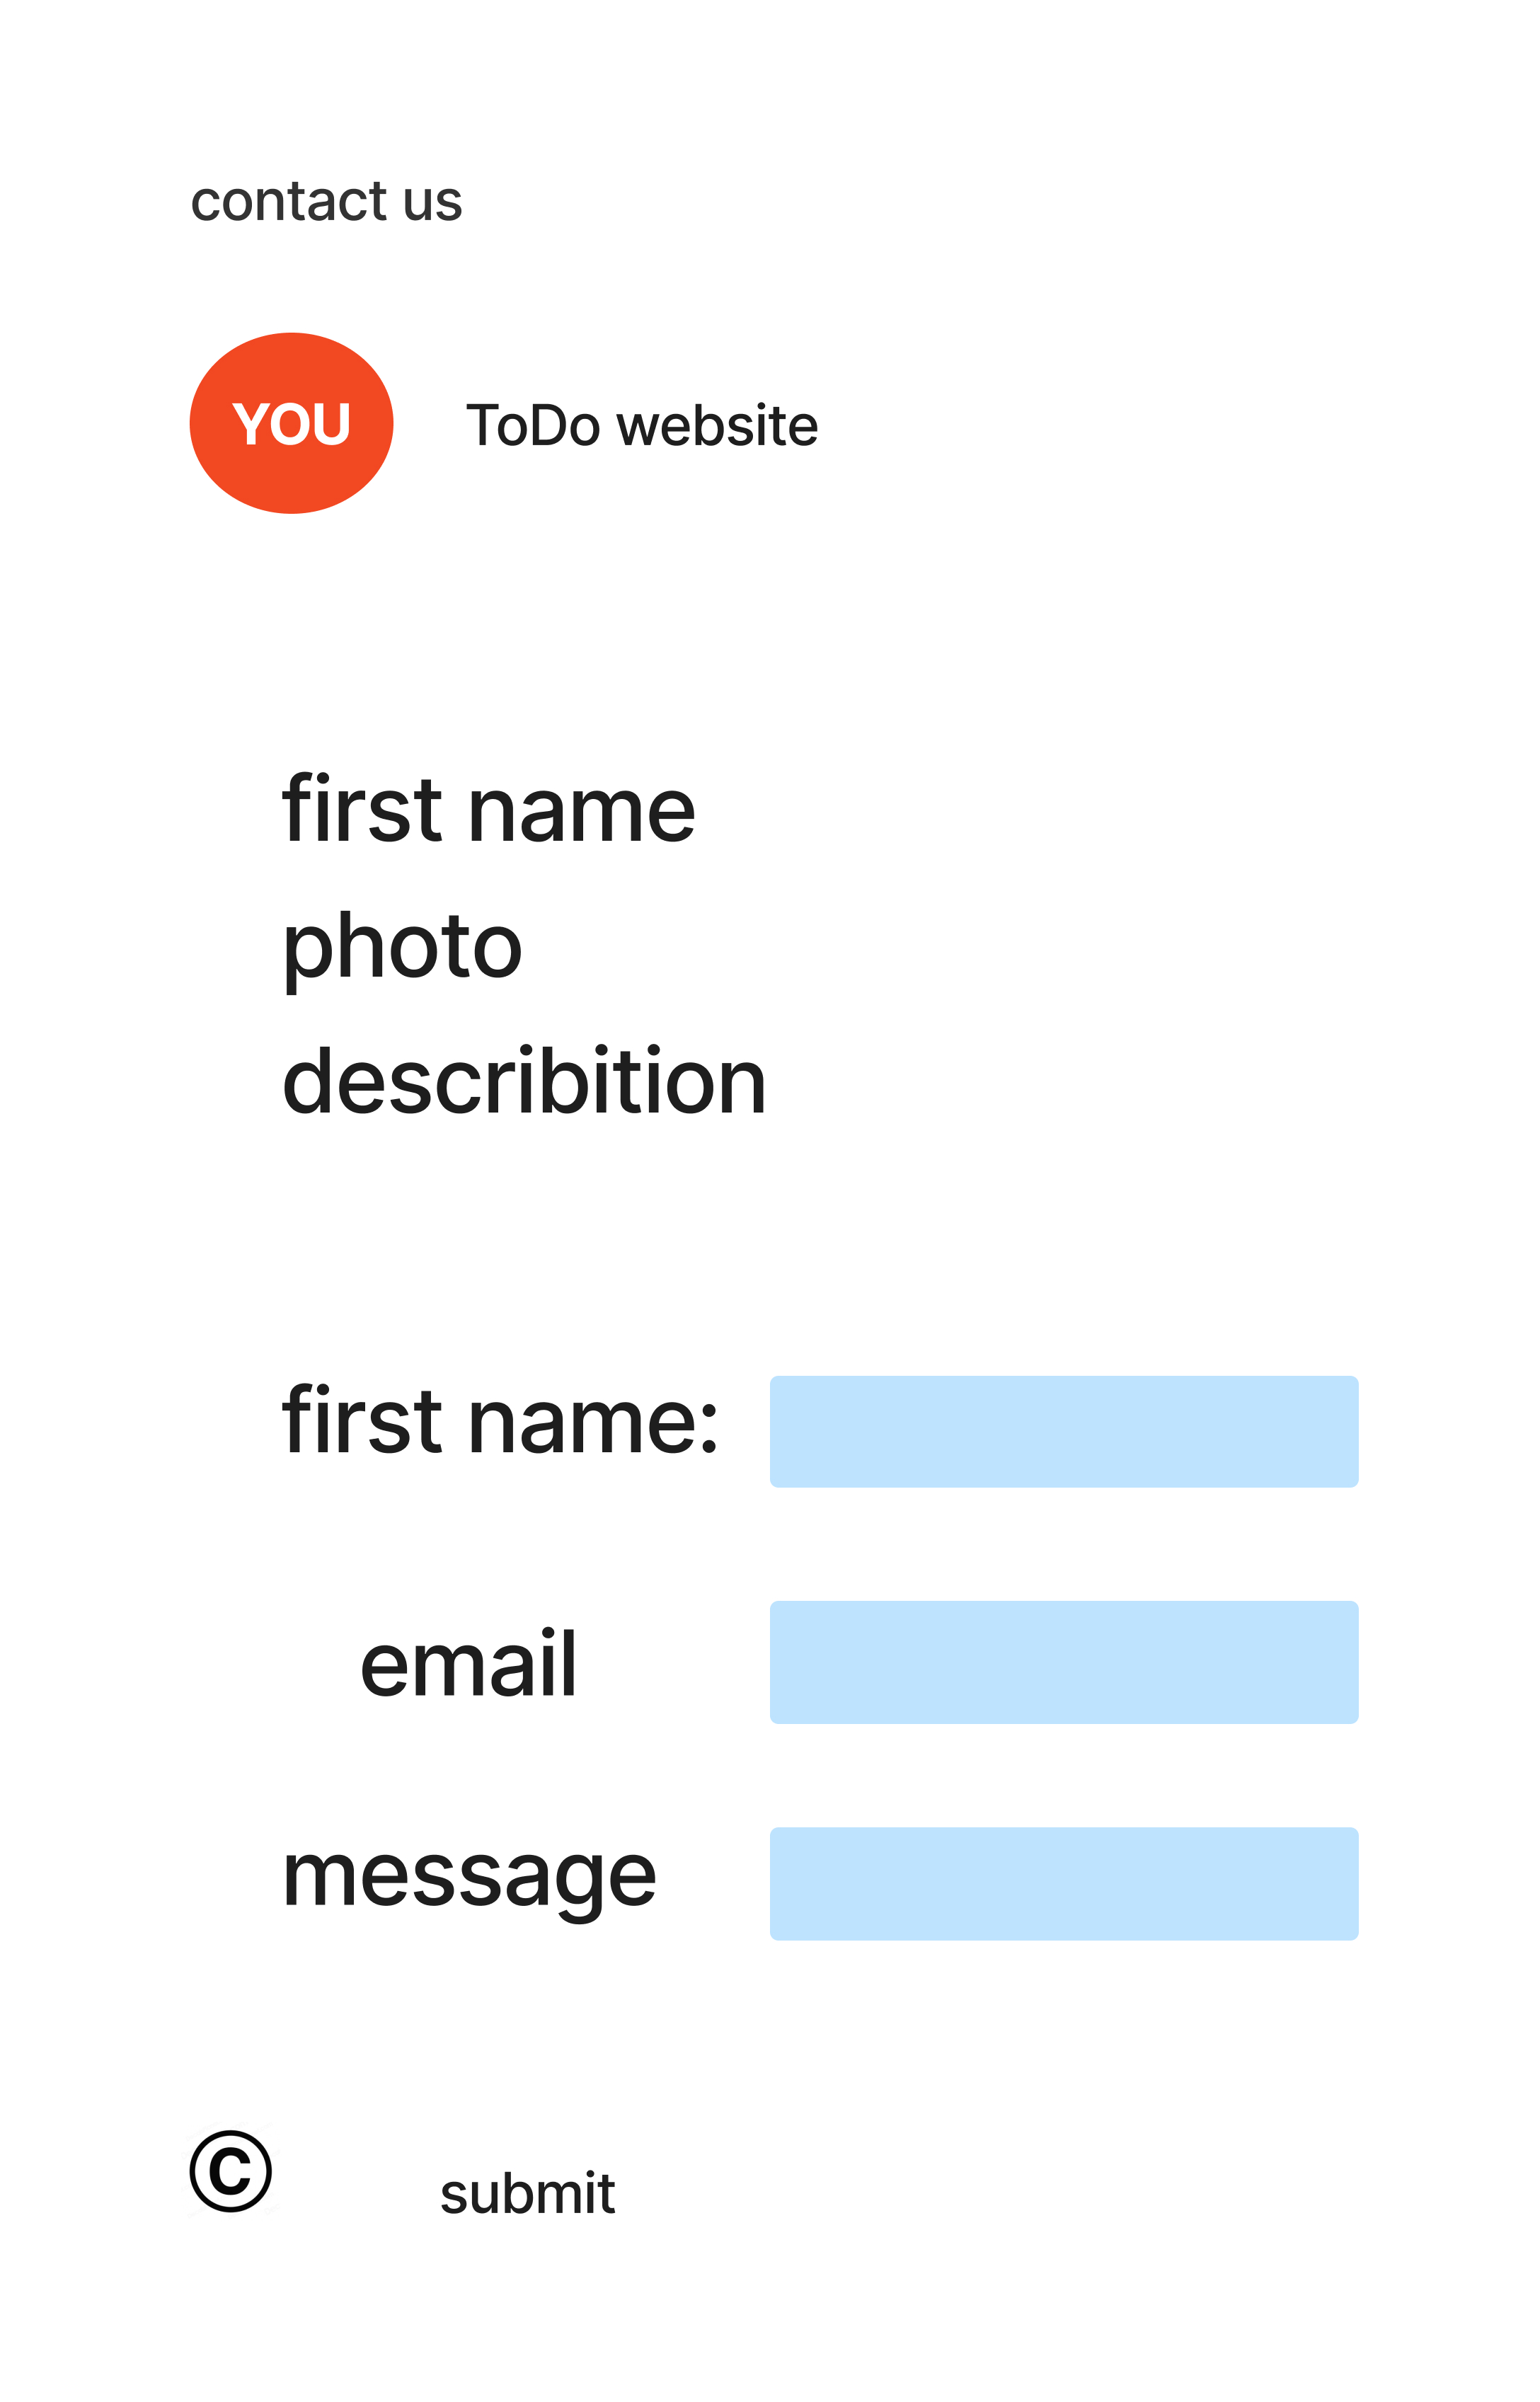 contact us
YOU
ToDo website
first name
photo
describition
first name:
email
message
©
submit